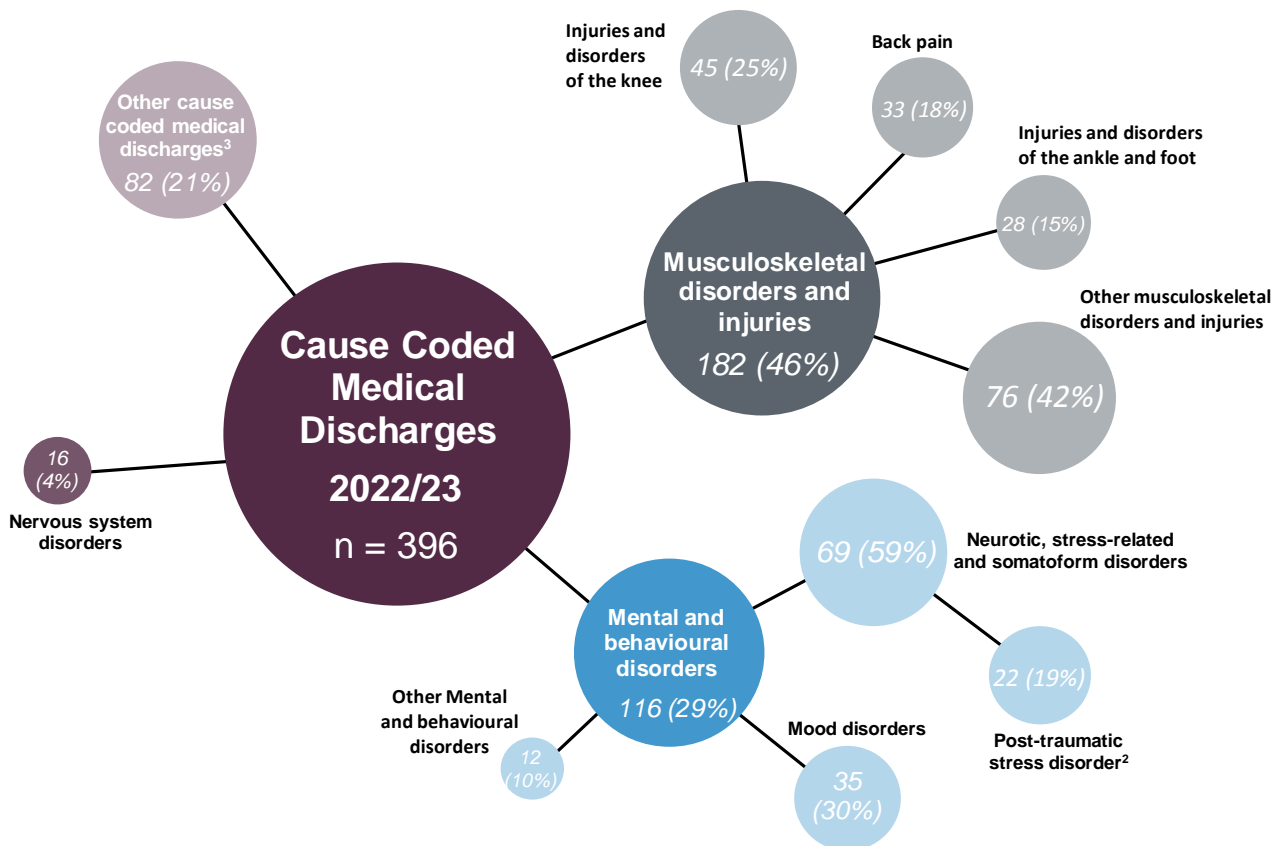 Other cause
coded medical
discharges³
82 (21%)
Injuries and
disorders
of the knee
45 (25%)
Back pain
33 (18%)
Injuries and disorders
of the ankle and foot
28 (15%)
Musculoskeletal
disorders and
injuries
182 (46%)
Other musculoskeletal
disorders and injuries
76 (42%)
Cause Coded
Medical
Discharges
2022/23
n = 396
16
(4%)
Nervous system
disorders
Mental and
behavioural
disorders
116 (29%)
69 (59%)
Neurotic, stress-related
and somatoform disorders
22 (19%)
Post-traumatic
stress disorder²
Other Mental
and behavioural
disorders
12
(10%)
Mood disorders
35
(30%)